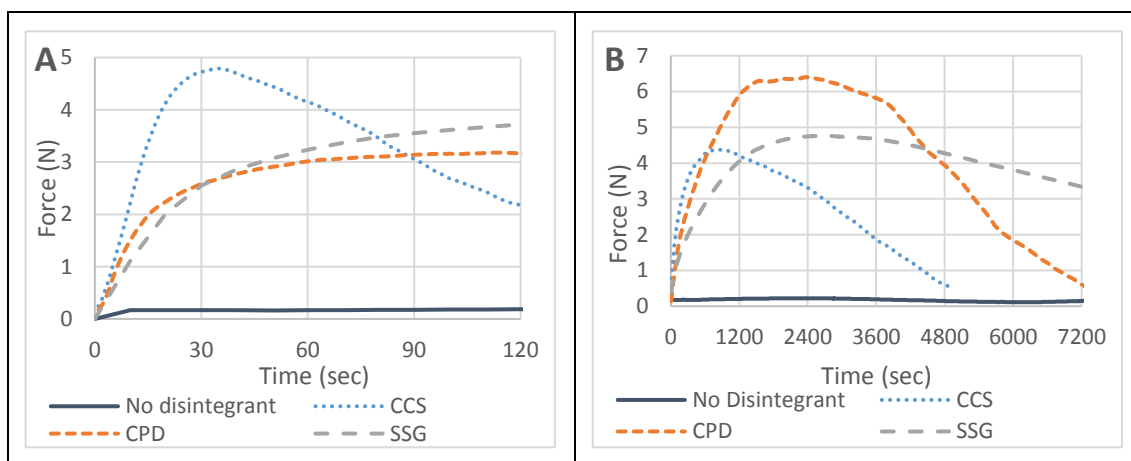 A
Force (N)
5
4
3
2
1
0
0 30 60 90 120
Time (sec)
No disintegrant CCS
CPD SSG
B
Force (N)
7
6
5
4
3
2
1
0
0 1200 2400 3600 4800 6000 7200
Time (sec)
No Disintegrant CCS
CPD SSG